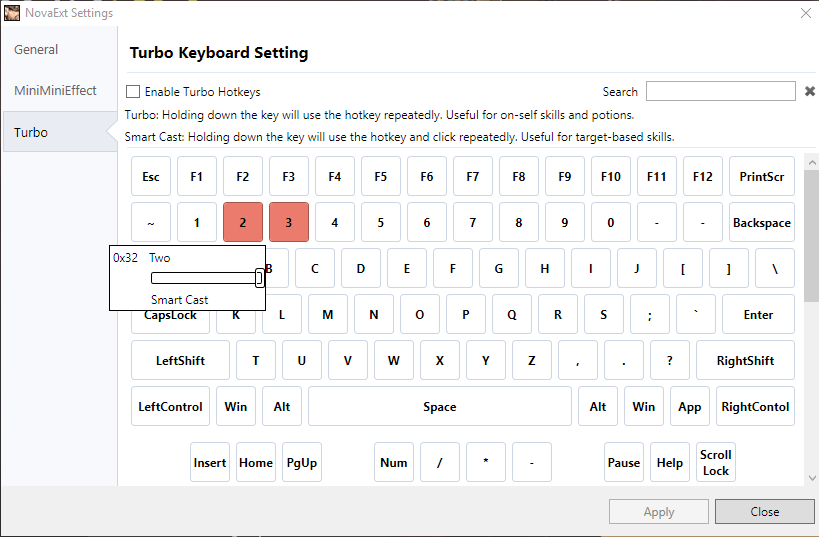 NovaExt Settings
General
MiniMiniEffect
Turbo
Turbo Keyboard Setting
Enable Turbo Hotkeys
Search
Turbo: Holding down the key will use the hotkey repeatedly. Useful for on-self skills and potions.
Smart Cast: Holding down the key will use the hotkey and click repeatedly. Useful for target-based skills.
Esc F1 F2 F3 F4 F5 F6 F7 F8 F9 F10 F11 F12 PrintScr
~ 1 2 3 4 5 6 7 8 9 0 - - Backspace
0x32 Two
Smart Cast
B C D E F G H I J [ ] \
CapsLock K L M N O P Q R S ; ` Enter
LeftShift T U V W X Y Z , . ? RightShift
LeftControl Win Alt Space Alt Win App RightContol
Insert Home PgUp Num / * - Pause Help Scroll Lock
Apply Close